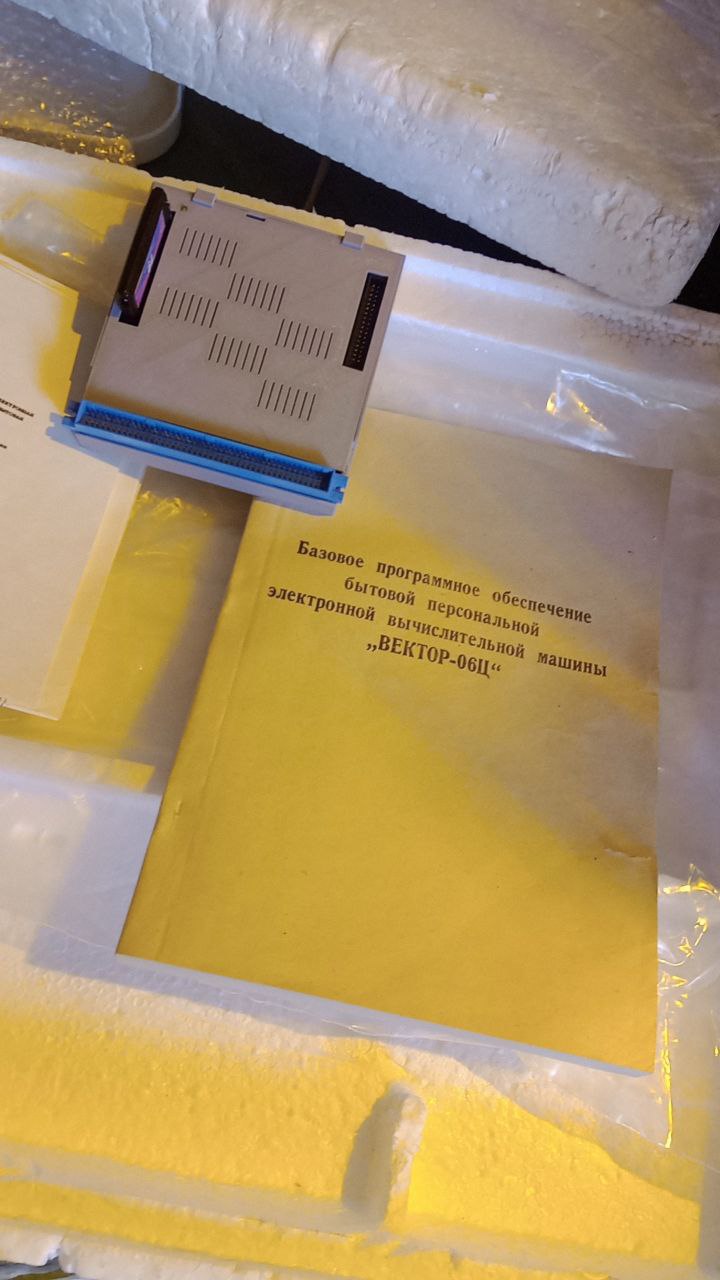 Базовое программное обеспечение
бытовой персональной
электронной вычислительной машины
„ВЕКТОР-06Ц“